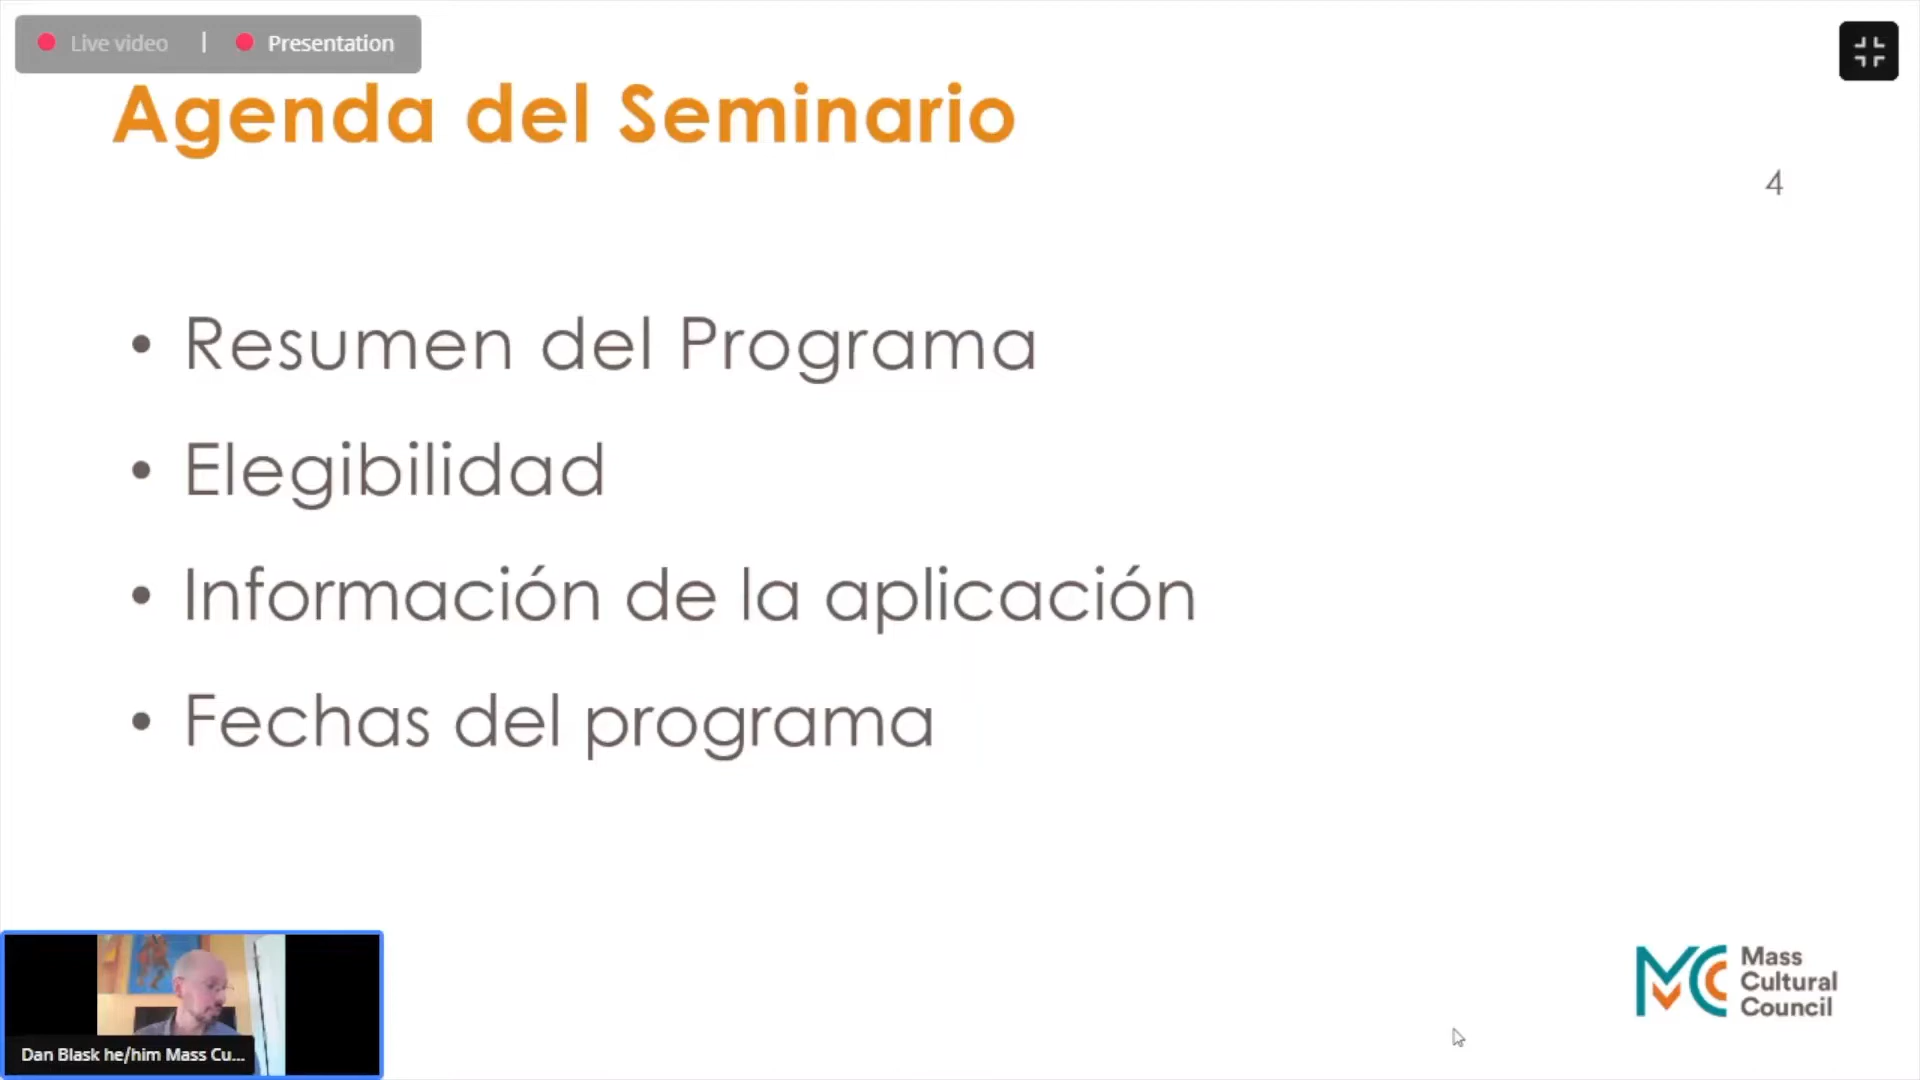 Live video | Presentation
Agenda del Seminario
4
• Resumen del Programa
• Elegibilidad
• Información de la aplicación
• Fechas del programa
Mass
Cultural
Council
Dan Blask he/him Mass Cu...